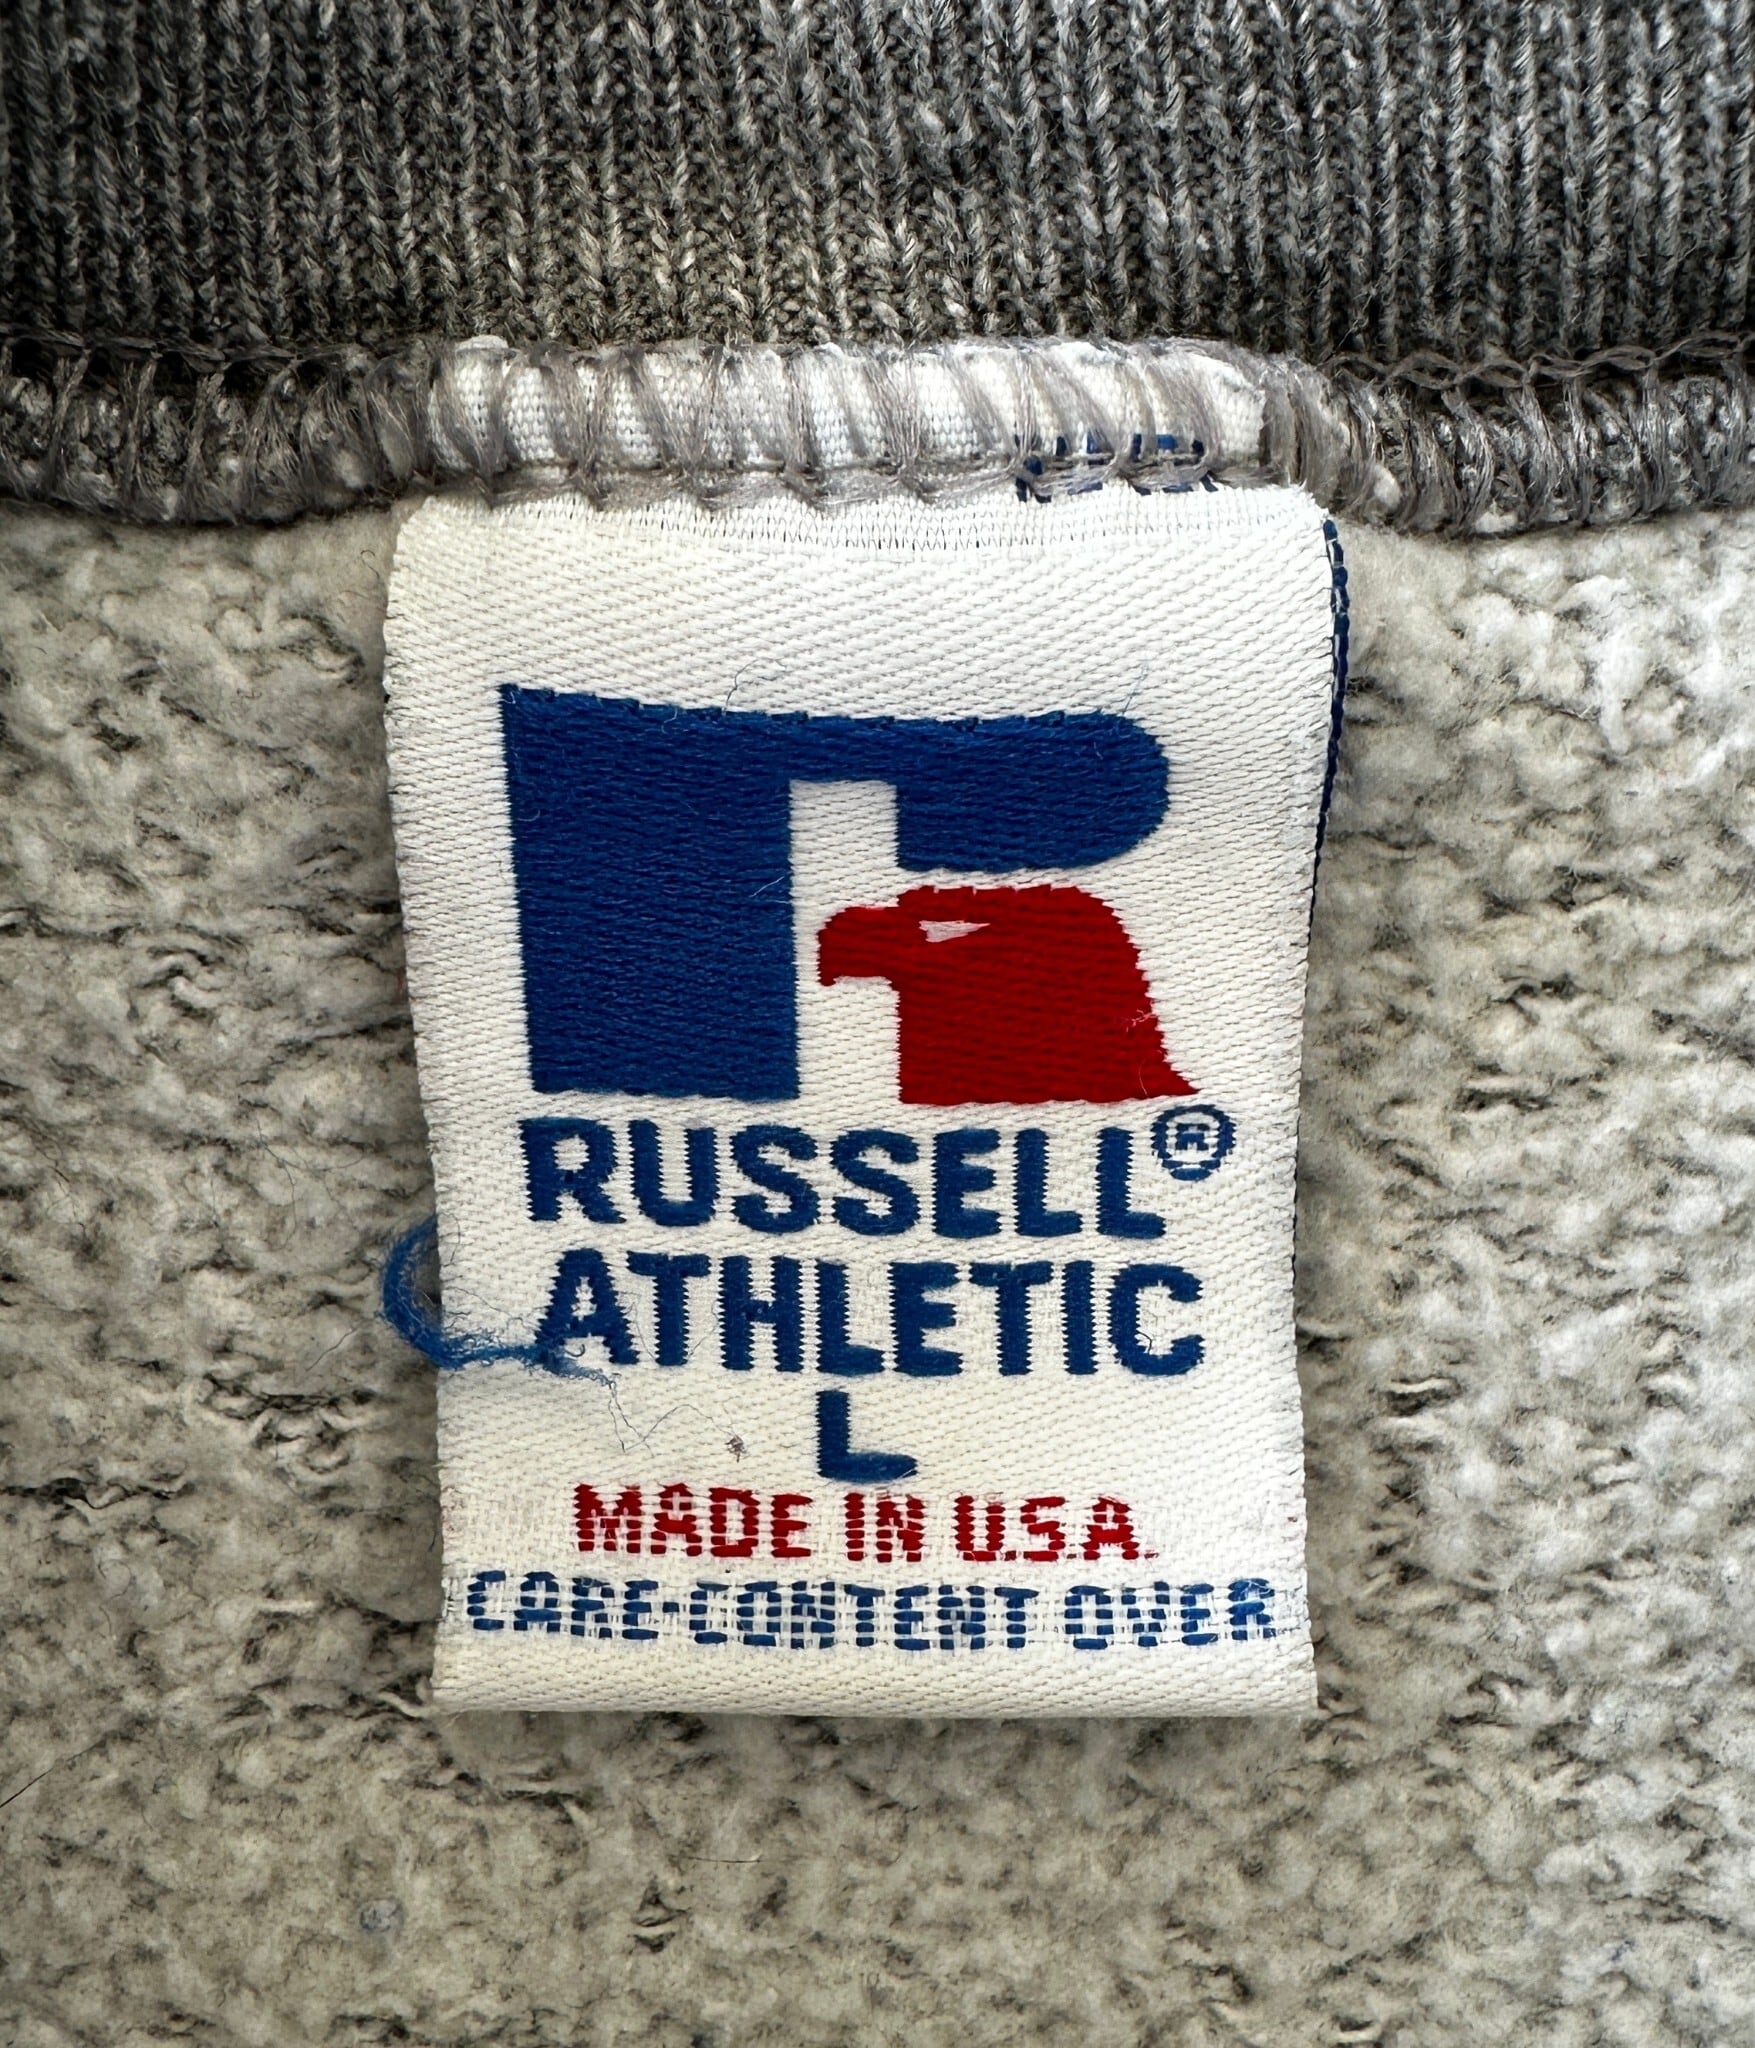 RUSSELL®
ATHLETIC
L
MADE IN U.S.A.
CARE-CONTENT OVER